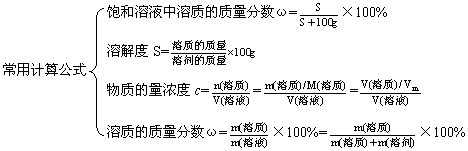 饱和溶液中溶质的质量分数ω=S/(S+100g)×100%
溶解度 S=溶质的质量/溶剂的质量×100g
常用计算公式
物质的量浓度 c=n(溶质)/V(溶液)=m(溶质)/M(溶质)/V(溶液)=V(溶质)/Vm/V(溶液)
溶质的质量分数ω=m(溶质)/m(溶液)×100%=m(溶质)/(m(溶质)+m(溶剂))×100%